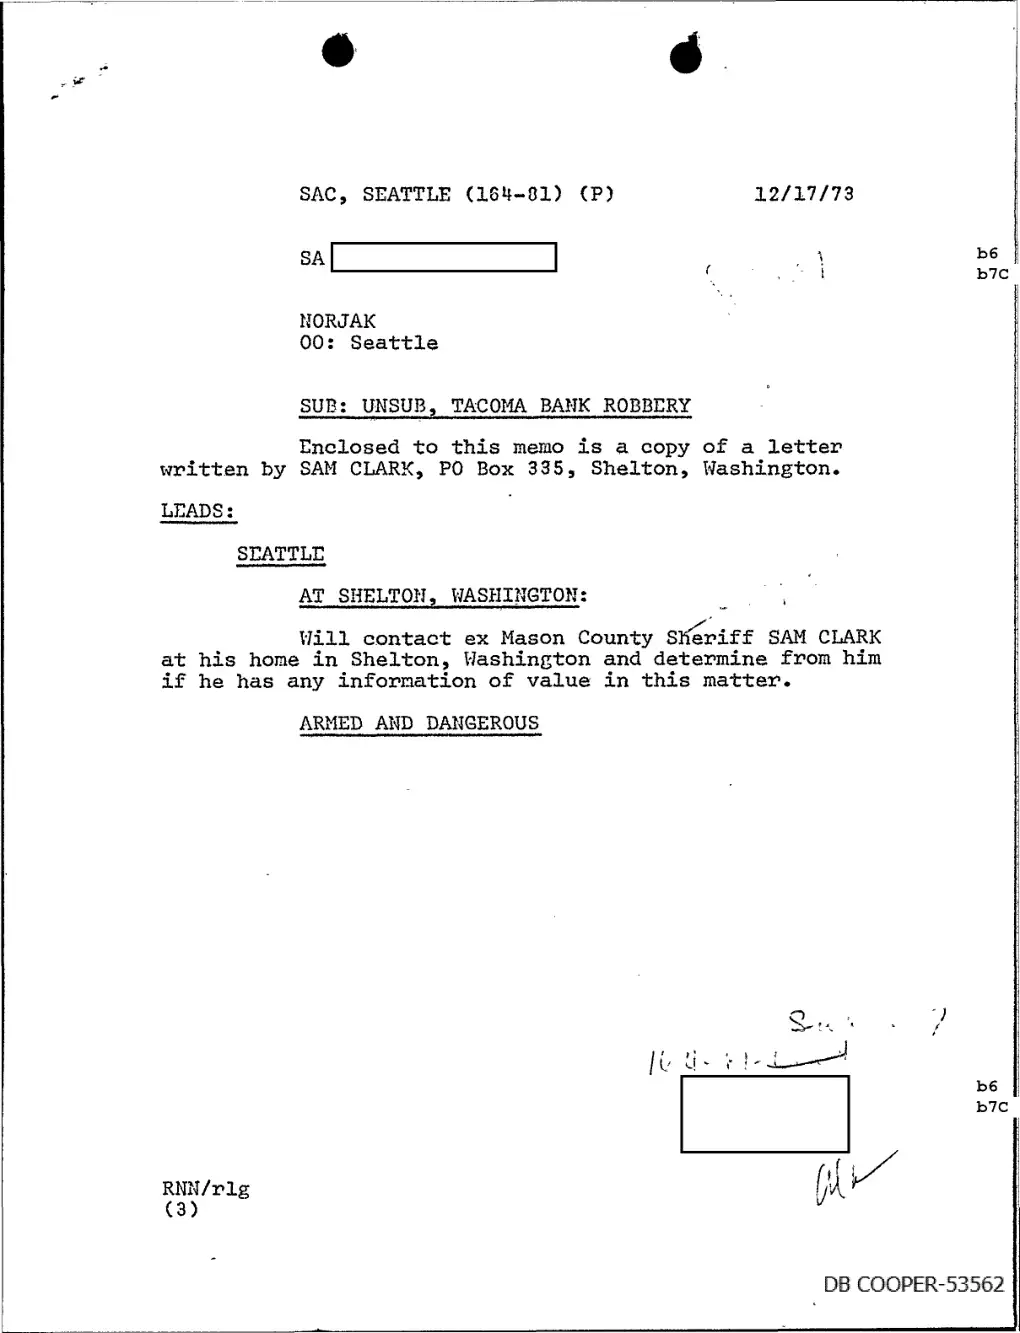 SAC, SEATTLE (164-81) (P) 12/17/73
SA
b6
b7C
NORJAK
OO: Seattle
SUB: UNSUB, TACOMA BANK ROBBERY
Enclosed to this memo is a copy of a letter
written by SAM CLARK, PO Box 335, Shelton, Washington.
LEADS:
SEATTLE
AT SHELTON, WASHINGTON:
Will contact ex Mason County Sheriff SAM CLARK
at his home in Shelton, Washington and determine from him
if he has any information of value in this matter.
ARMED AND DANGEROUS
b6
b7C
RNN/rlg
(3)
DB COOPER-53562